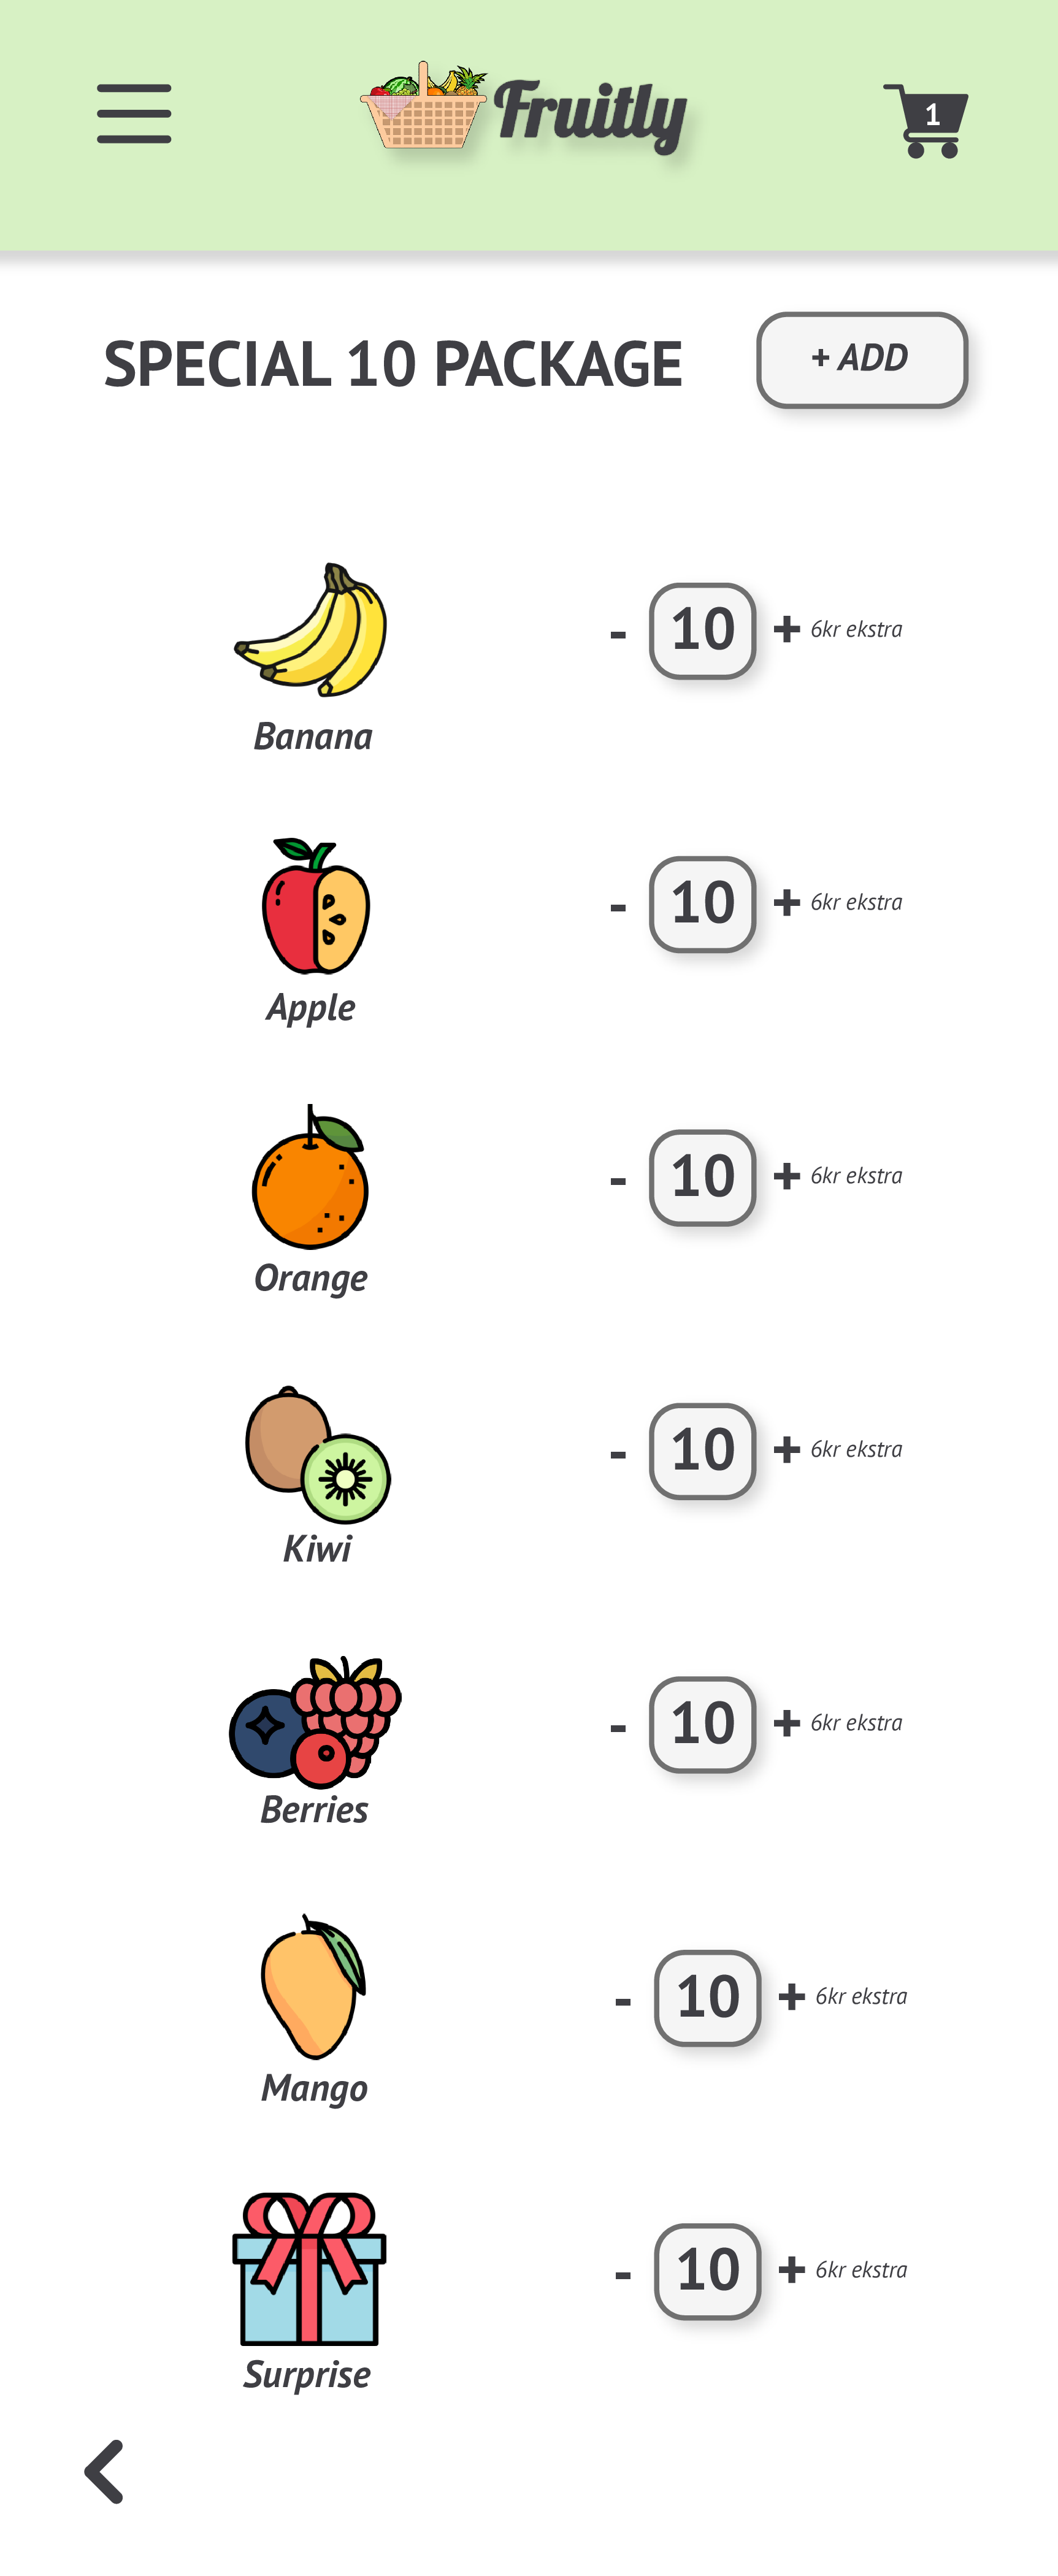 Fruitly
1
SPECIAL 10 PACKAGE
+ ADD
- 10 + 6kr ekstra
Banana
- 10 + 6kr ekstra
Apple
- 10 + 6kr ekstra
Orange
- 10 + 6kr ekstra
Kiwi
- 10 + 6kr ekstra
Berries
- 10 + 6kr ekstra
Mango
- 10 + 6kr ekstra
Surprise